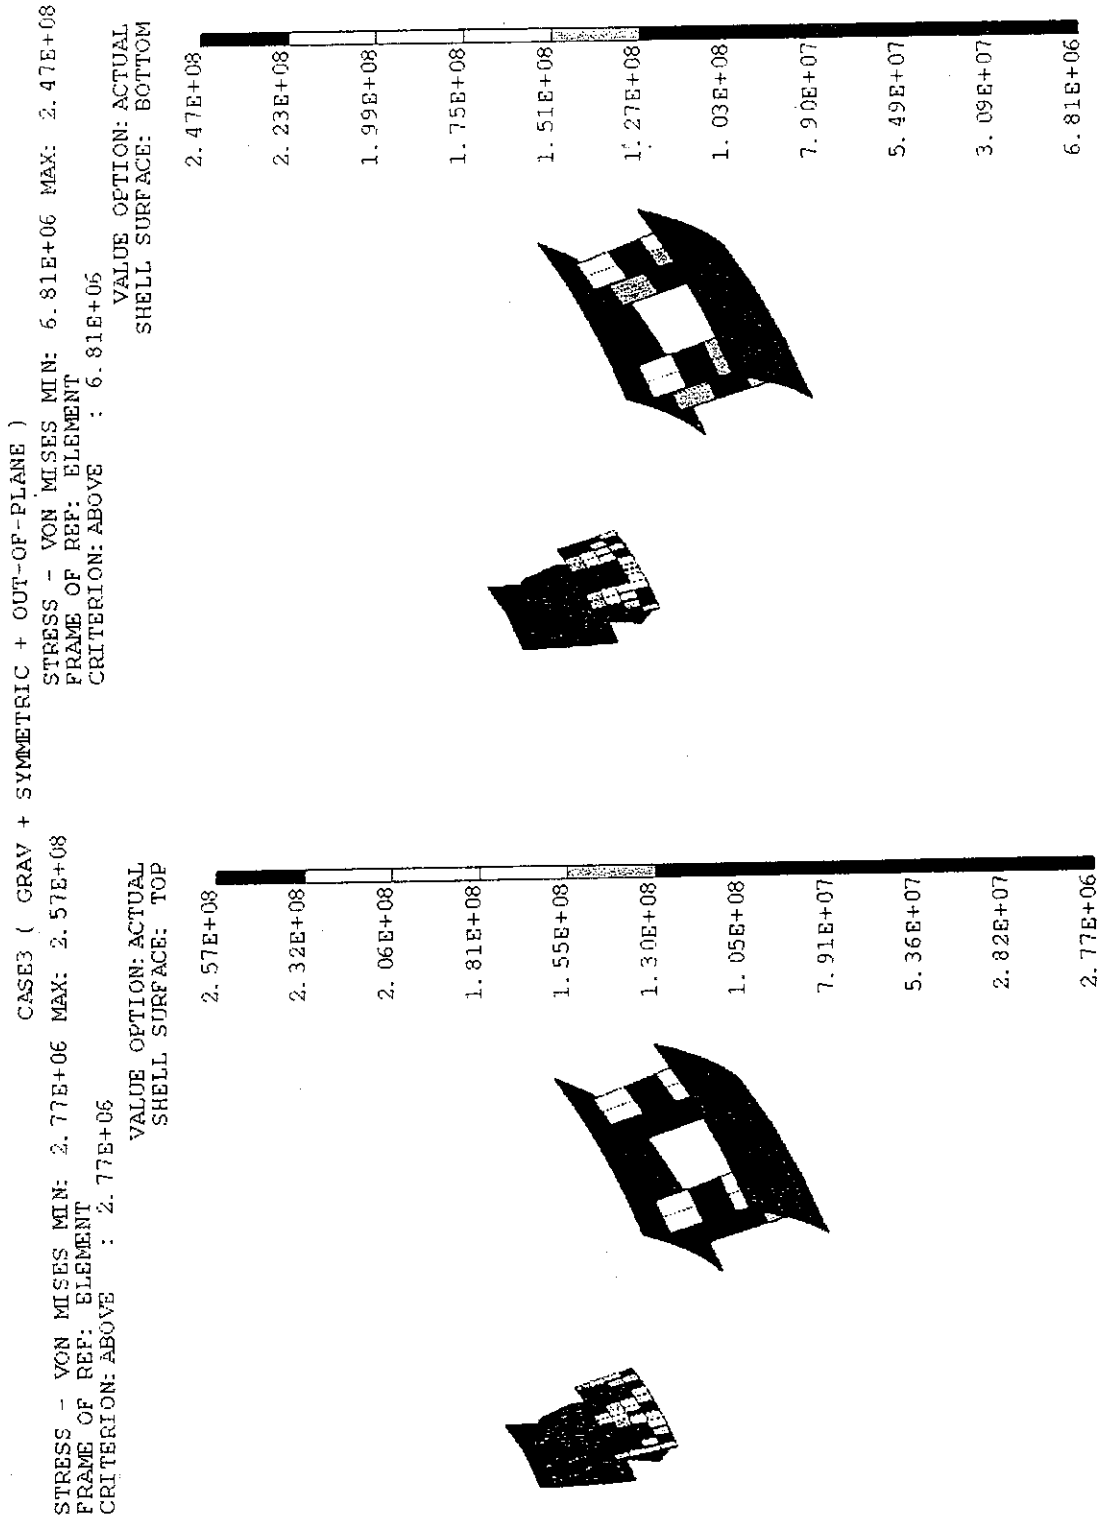 CASE3 ( GRAV + SYMMETRIC + OUT-OF-PLANE )
STRESS - VON MISES MIN: 2.77E+06 MAX: 2.57E+08
FRAME OF REF: ELEMENT
CRITERION: ABOVE : 2.77E+06
VALUE OPTION: ACTUAL
SHELL SURFACE: TOP
2.57E+08
2.32E+08
2.06E+08
1.81E+08
1.55E+08
1.30E+08
1.05E+08
7.91E+07
5.36E+07
2.82E+07
2.77E+06
STRESS - VON MISES MIN: 6.81E+06 MAX: 2.47E+08
FRAME OF REF: ELEMENT
CRITERION: ABOVE : 6.81E+06
VALUE OPTION: ACTUAL
SHELL SURFACE: BOTTOM
2.47E+08
2.23E+08
1.99E+08
1.75E+08
1.51E+08
1.27E+08
1.03E+08
7.90E+07
5.49E+07
3.09E+07
6.81E+06